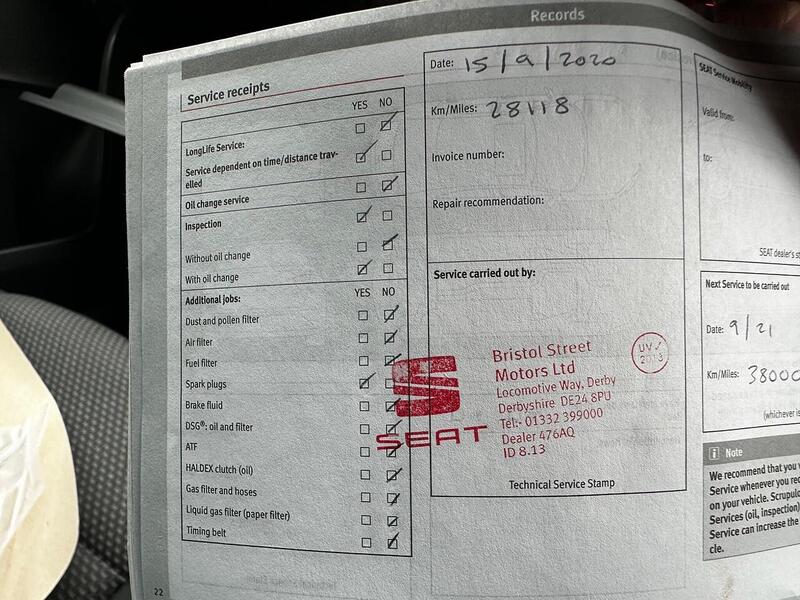 Records
Service receipts
YES NO
LongLife Service:
Service dependent on time/distance trav-
elled
Oil change service
Inspection
Without oil change
With oil change
Additional jobs: YES NO
Dust and pollen filter
Air filter
Fuel filter
Spark plugs
Brake fluid
DSG®: oil and filter
ATF
HALDEX clutch (oil)
Gas filter and hoses
Liquid gas filter (paper filter)
Timing belt
22
Date: 15/9/2020
Km/Miles: 28118
Invoice number:
Repair recommendation:
Service carried out by:
SEAT
Bristol Street
Motors Ltd
Locomotive Way, Derby
Derbyshire DE24 8PU
Tel:- 01332 399000
Dealer 476AQ
ID 8.13
UV✓
2013
Technical Service Stamp
SEAT Service Mobility
Valid from:
to:
SEAT dealer's
Next Service to be carried out
Date: 9/21
Km/Miles: 38000
(whichever is
Note
We recommend that you
Service whenever you
on your vehicle.
Services (oil, inspection)
Service can increase the
cle.